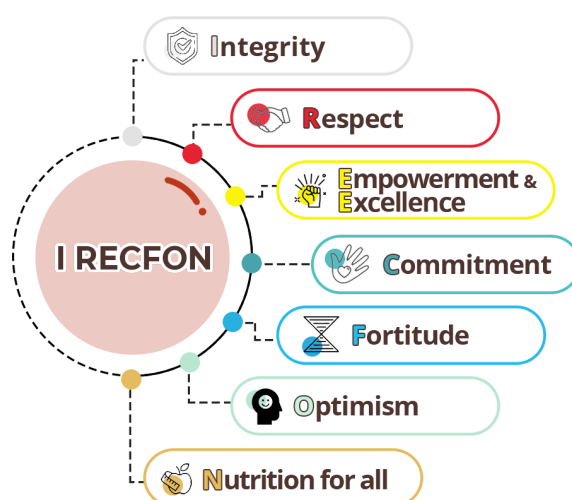 Integrity
Respect
Empowerment &
Excellence
I RECFON
Commitment
Fortitude
Optimism
Nutrition for all